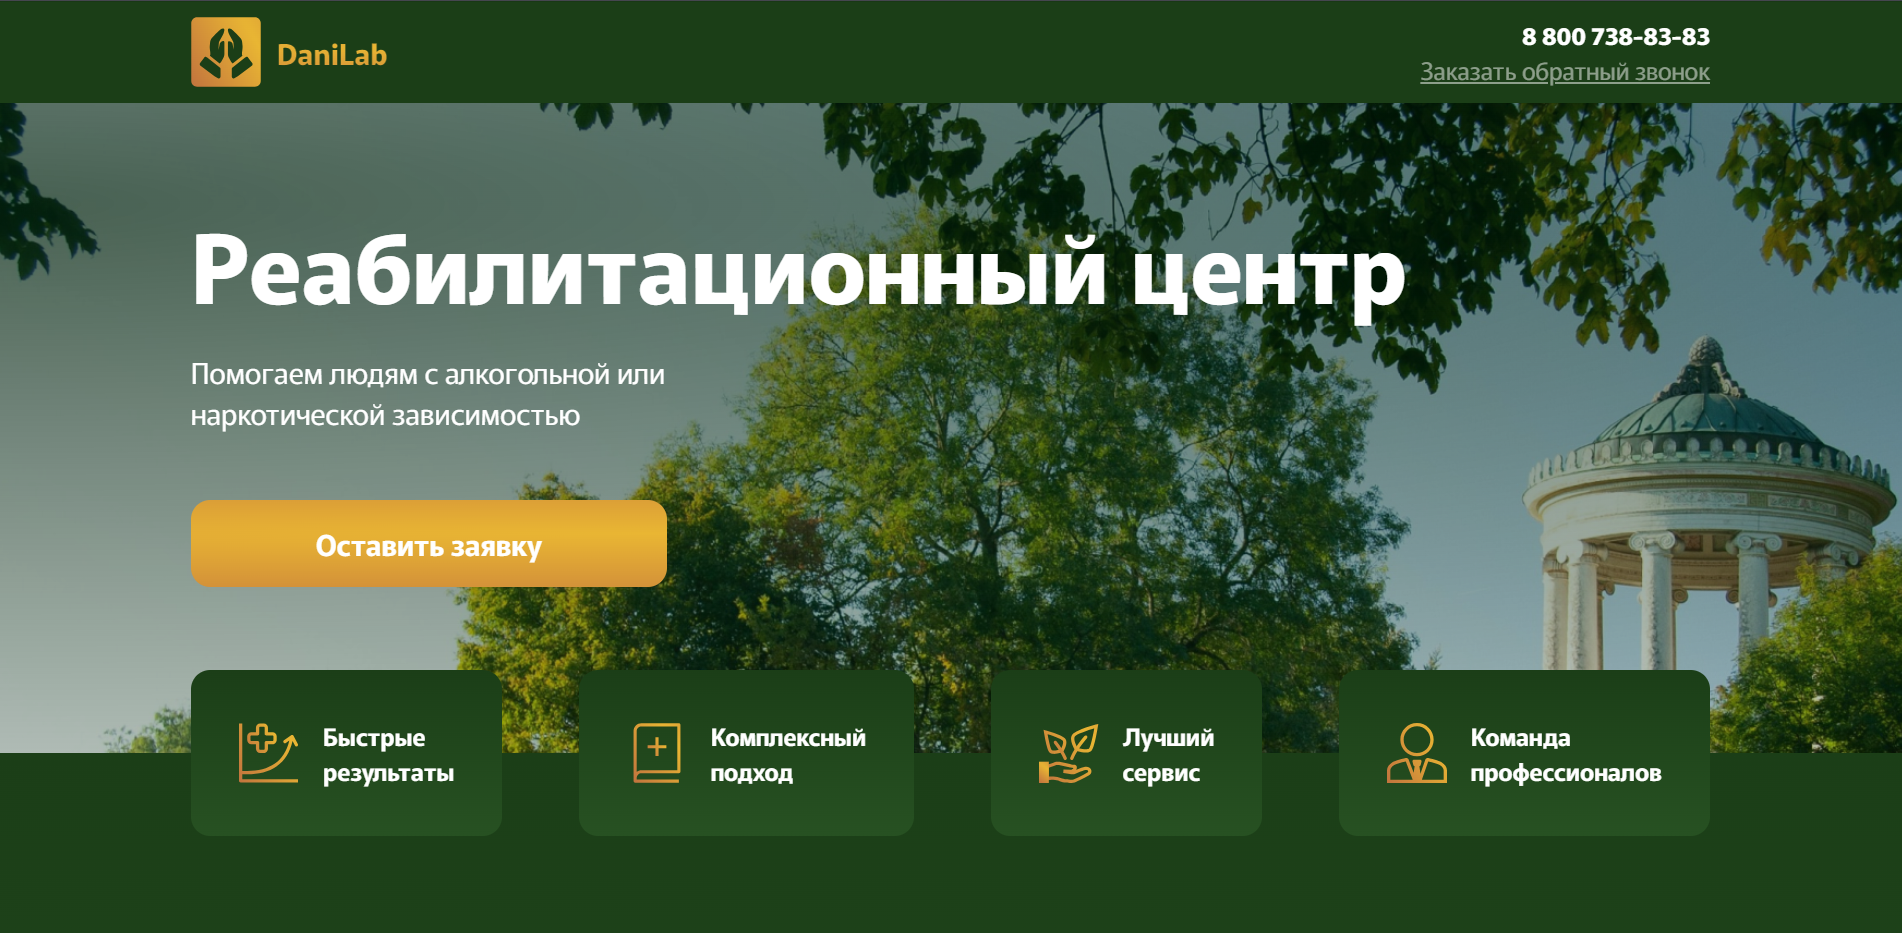 DaniLab
8 800 738-83-83
Заказать обратный звонок
Реабилитационный центр
Помогаем людям с алкогольной или
наркотической зависимостью
Оставить заявку
Быстрые
результаты
Комплексный
подход
Лучший
сервис
Команда
профессионалов